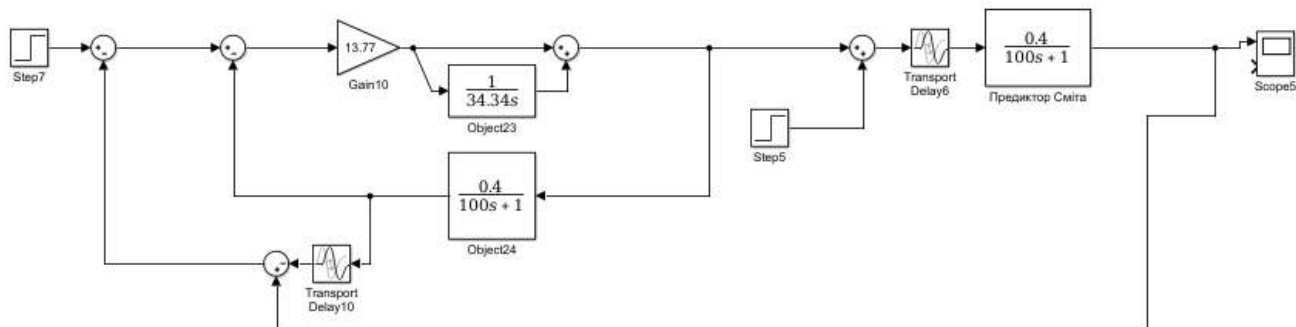 Step7
13.77
Gain10
1
34.34s
Object23
0.4
100s + 1
Object24
Transport
Delay10
Step5
Transport
Delay6
0.4
100s + 1
Предиктор Сміта
Scope5